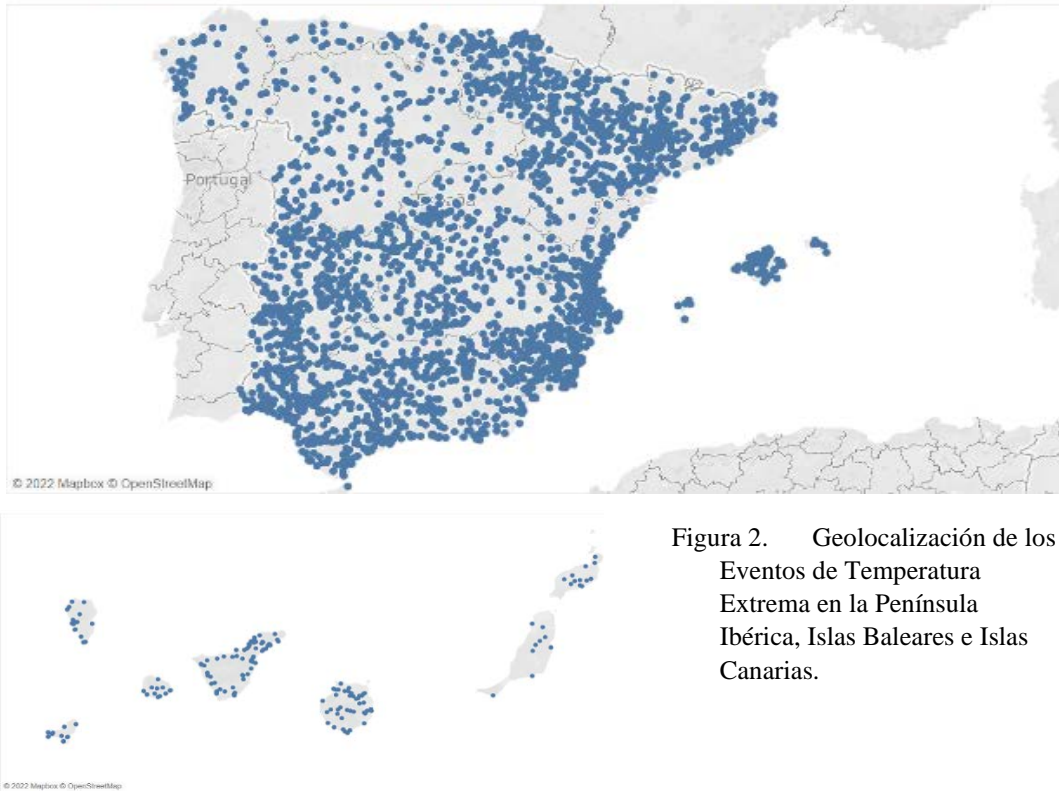 Portugal
España
© 2022 Mapbox © OpenStreetMap
Figura 2. Geolocalización de los
Eventos de Temperatura
Extrema en la Península
Ibérica, Islas Baleares e Islas
Canarias.
© 2022 Mapbox © OpenStreetMap